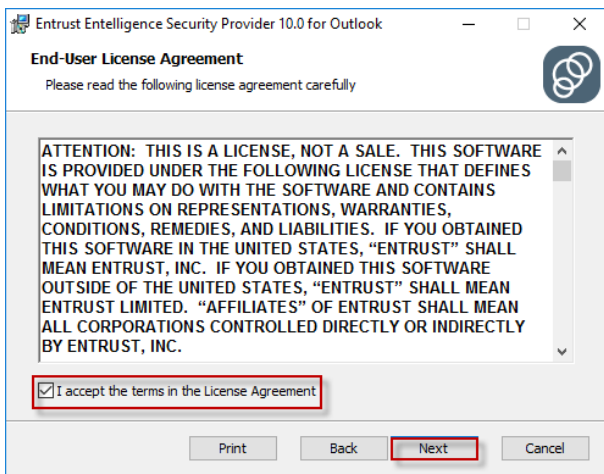 Entrust Entelligence Security Provider 10.0 for Outlook
End-User License Agreement
Please read the following license agreement carefully
ATTENTION:  THIS IS A LICENSE, NOT A SALE.  THIS SOFTWARE
IS PROVIDED UNDER THE FOLLOWING LICENSE THAT DEFINES
WHAT YOU MAY DO WITH THE SOFTWARE AND CONTAINS
LIMITATIONS ON REPRESENTATIONS, WARRANTIES,
CONDITIONS, REMEDIES, AND LIABILITIES.  IF YOU OBTAINED
THIS SOFTWARE IN THE UNITED STATES, “ENTRUST” SHALL
MEAN ENTRUST, INC.  IF YOU OBTAINED THIS SOFTWARE
OUTSIDE OF THE UNITED STATES, “ENTRUST” SHALL MEAN
ENTRUST LIMITED.  “AFFILIATES” OF ENTRUST SHALL MEAN
ALL CORPORATIONS CONTROLLED DIRECTLY OR INDIRECTLY
BY ENTRUST, INC.
I accept the terms in the License Agreement
Print Back Next Cancel